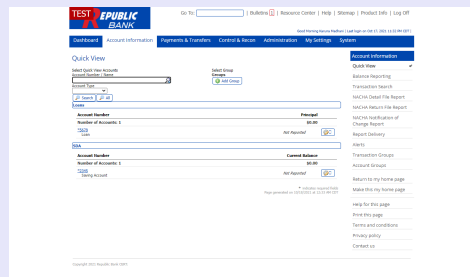 TEST REPUBLIC BANK
Go To: | Bulletins | Resource Center | Help | Sitemap | Product Info | Log Off
Dashboard Account Information Payments & Transfers Control & Recon Administration My Settings System
Quick View
Select Quick View Accounts
Account Number / Name
Account Type
Search All
Select Group
Groups
Add Group
Loans
Account Number Principal
Number of Accounts: 1 $0.00
Loan Not Reported
Account Number Current Balance
Number of Accounts: 1 $0.00
Saving Account Not Reported
* indicates required fields
Account Information
Quick View
Balance Reporting
Transaction Search
NACHA Detail File Report
NACHA Return File Report
NACHA Notification of Change Report
Report Delivery
Alerts
Transaction Groups
Account Groups
Return to my home page
Make this my home page
Help for this page
Print this page
Terms and conditions
Privacy policy
Contact us